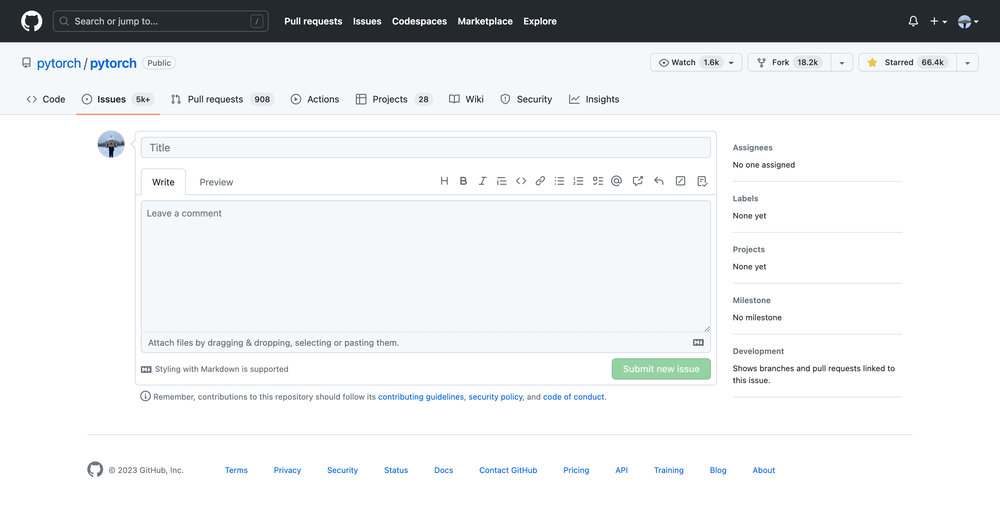 Search or jump to... /
Pull requests Issues Codespaces Marketplace Explore
pytorch / pytorch Public
Watch 1.6k Fork 18.2k Starred 66.4k
Code Issues 5k+ Pull requests 908 Actions Projects 28 Wiki Security Insights
Title
Write Preview
Leave a comment
Attach files by dragging & dropping, selecting or pasting them.
Styling with Markdown is supported
Submit new issue
Remember, contributions to this repository should follow its contributing guidelines, security policy, and code of conduct.
Assignees
No one assigned
Labels
None yet
Projects
None yet
Milestone
No milestone
Development
Shows branches and pull requests linked to
this issue.
© 2023 GitHub, Inc. Terms Privacy Security Status Docs Contact GitHub Pricing API Training Blog About